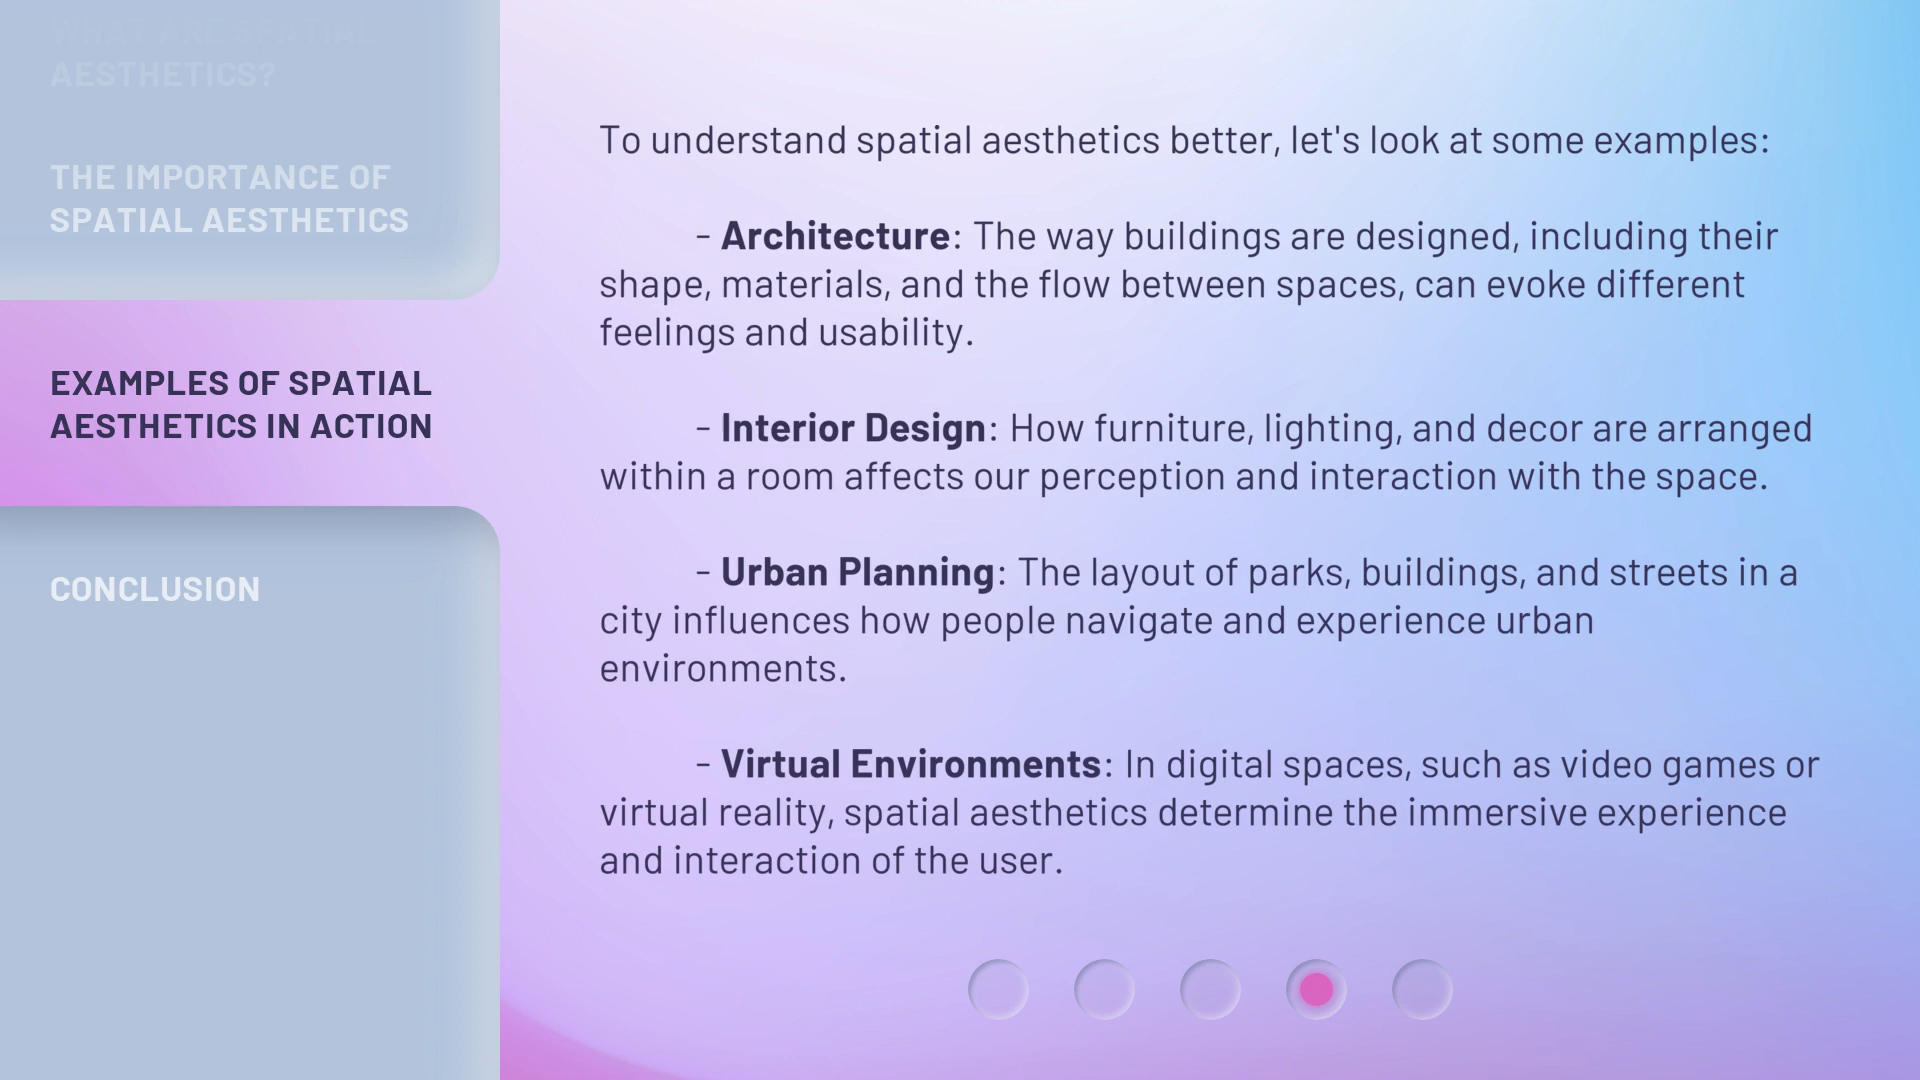 WHAT ARE SPATIAL
AESTHETICS?
THE IMPORTANCE OF
SPATIAL AESTHETICS
EXAMPLES OF SPATIAL
AESTHETICS IN ACTION
CONCLUSION
To understand spatial aesthetics better, let's look at some examples:
- Architecture: The way buildings are designed, including their
shape, materials, and the flow between spaces, can evoke different
feelings and usability.
- Interior Design: How furniture, lighting, and decor are arranged
within a room affects our perception and interaction with the space.
- Urban Planning: The layout of parks, buildings, and streets in a
city influences how people navigate and experience urban
environments.
- Virtual Environments: In digital spaces, such as video games or
virtual reality, spatial aesthetics determine the immersive experience
and interaction of the user.